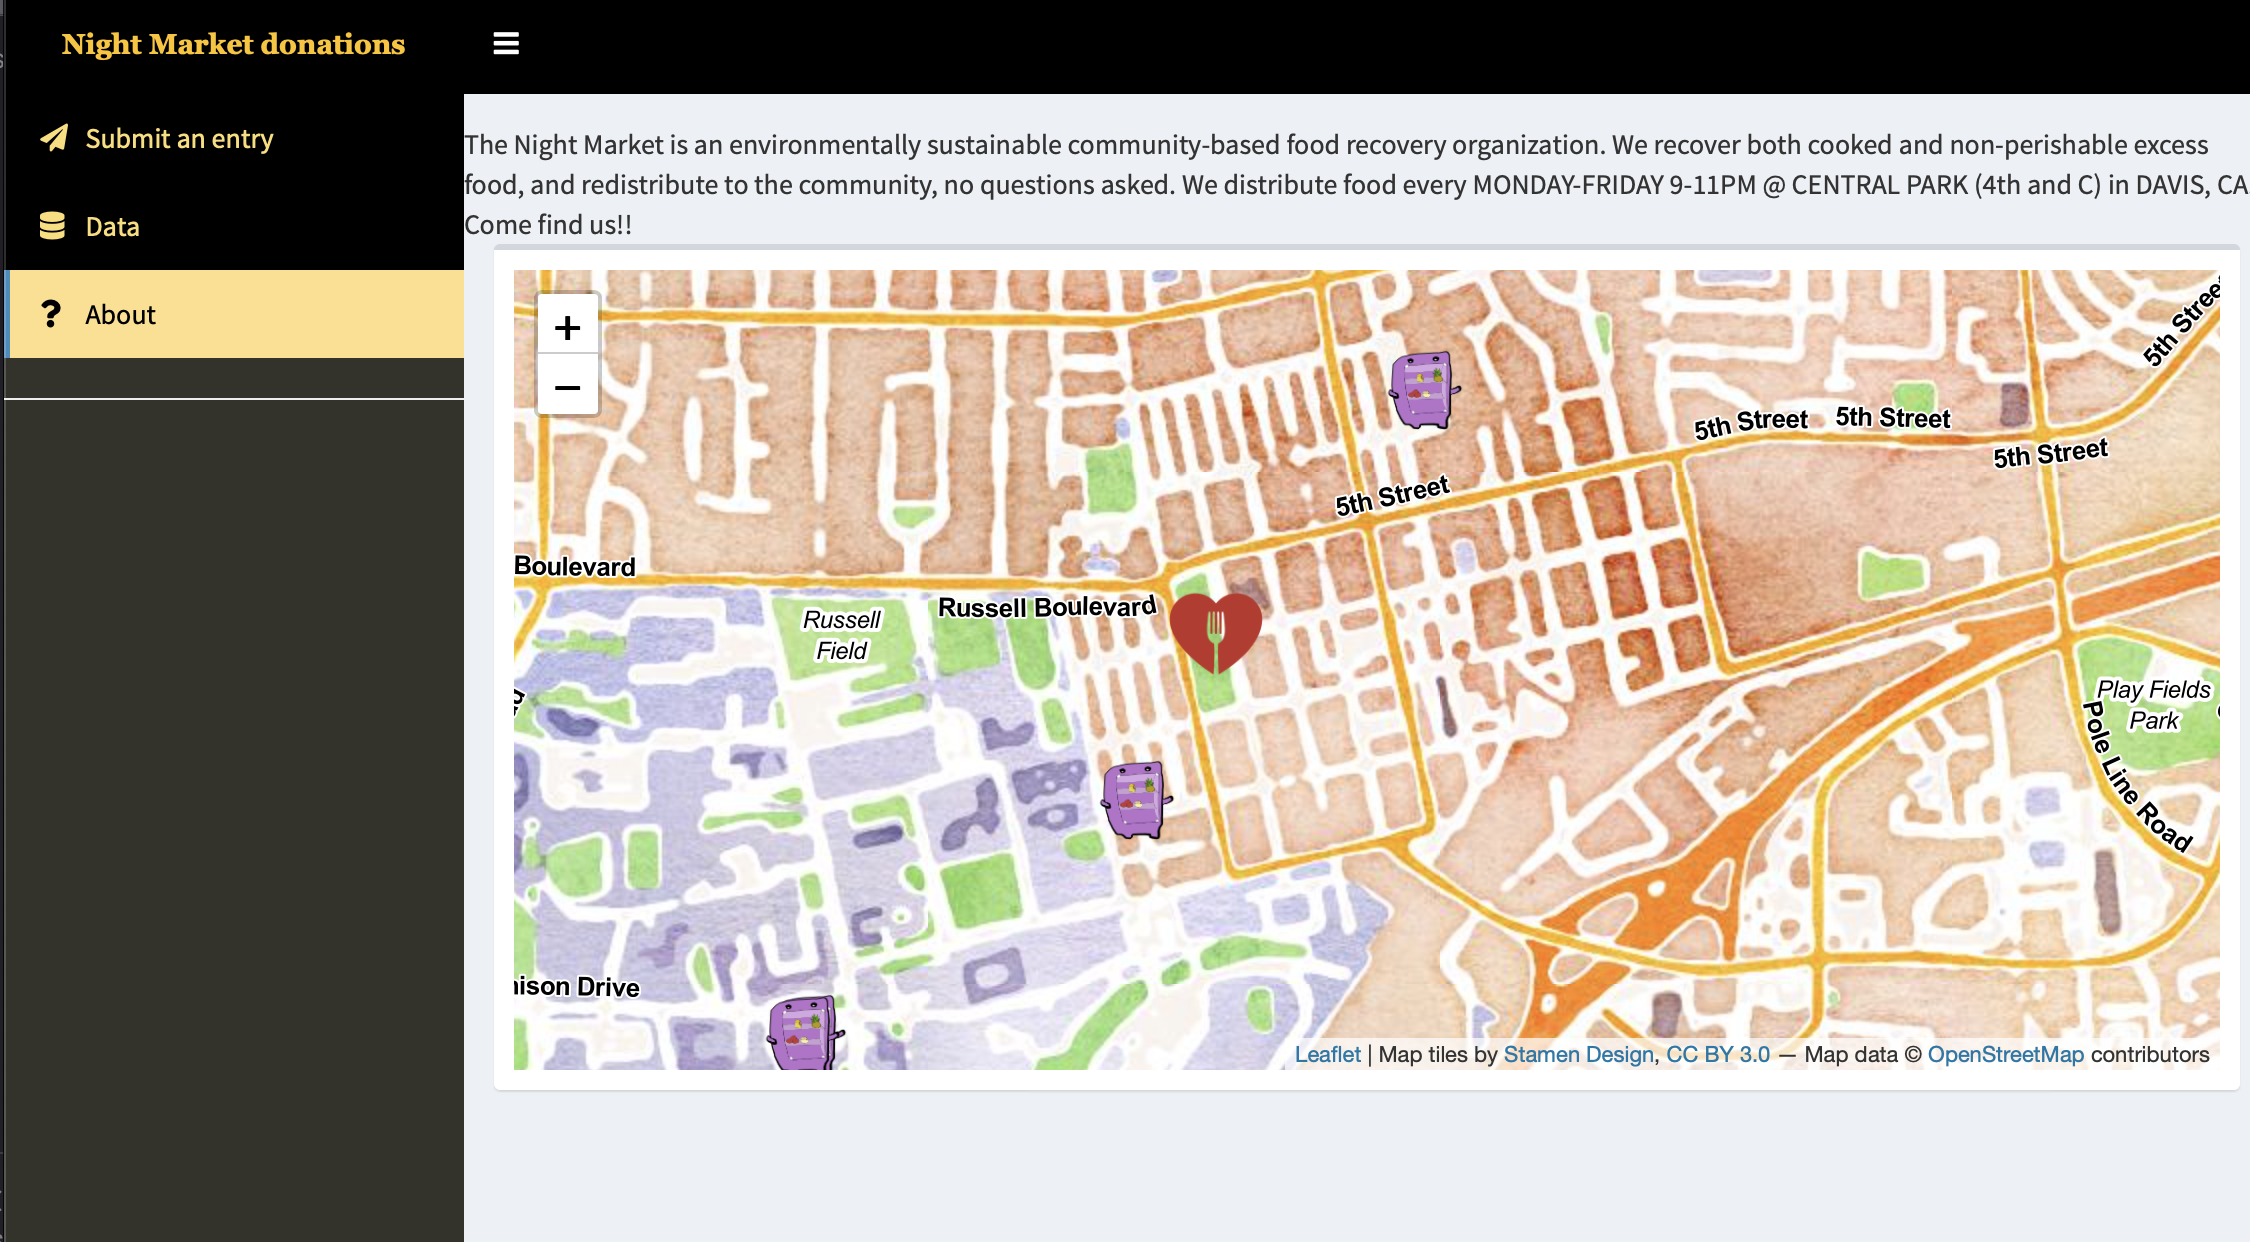 Night Market donations
Submit an entry
Data
About
The Night Market is an environmentally sustainable community-based food recovery organization. We recover both cooked and non-perishable excess
food, and redistribute to the community, no questions asked. We distribute food every MONDAY-FRIDAY 9-11PM @ CENTRAL PARK (4th and C) in DAVIS, CA
Come find us!!
+
−
5th Street
5th Street
5th Street
5th Street
5th Street
Boulevard
Russell Boulevard
Russell
Field
Play Fields
Park
Pole Line Road
nison Drive
Leaflet | Map tiles by Stamen Design, CC BY 3.0 — Map data © OpenStreetMap contributors